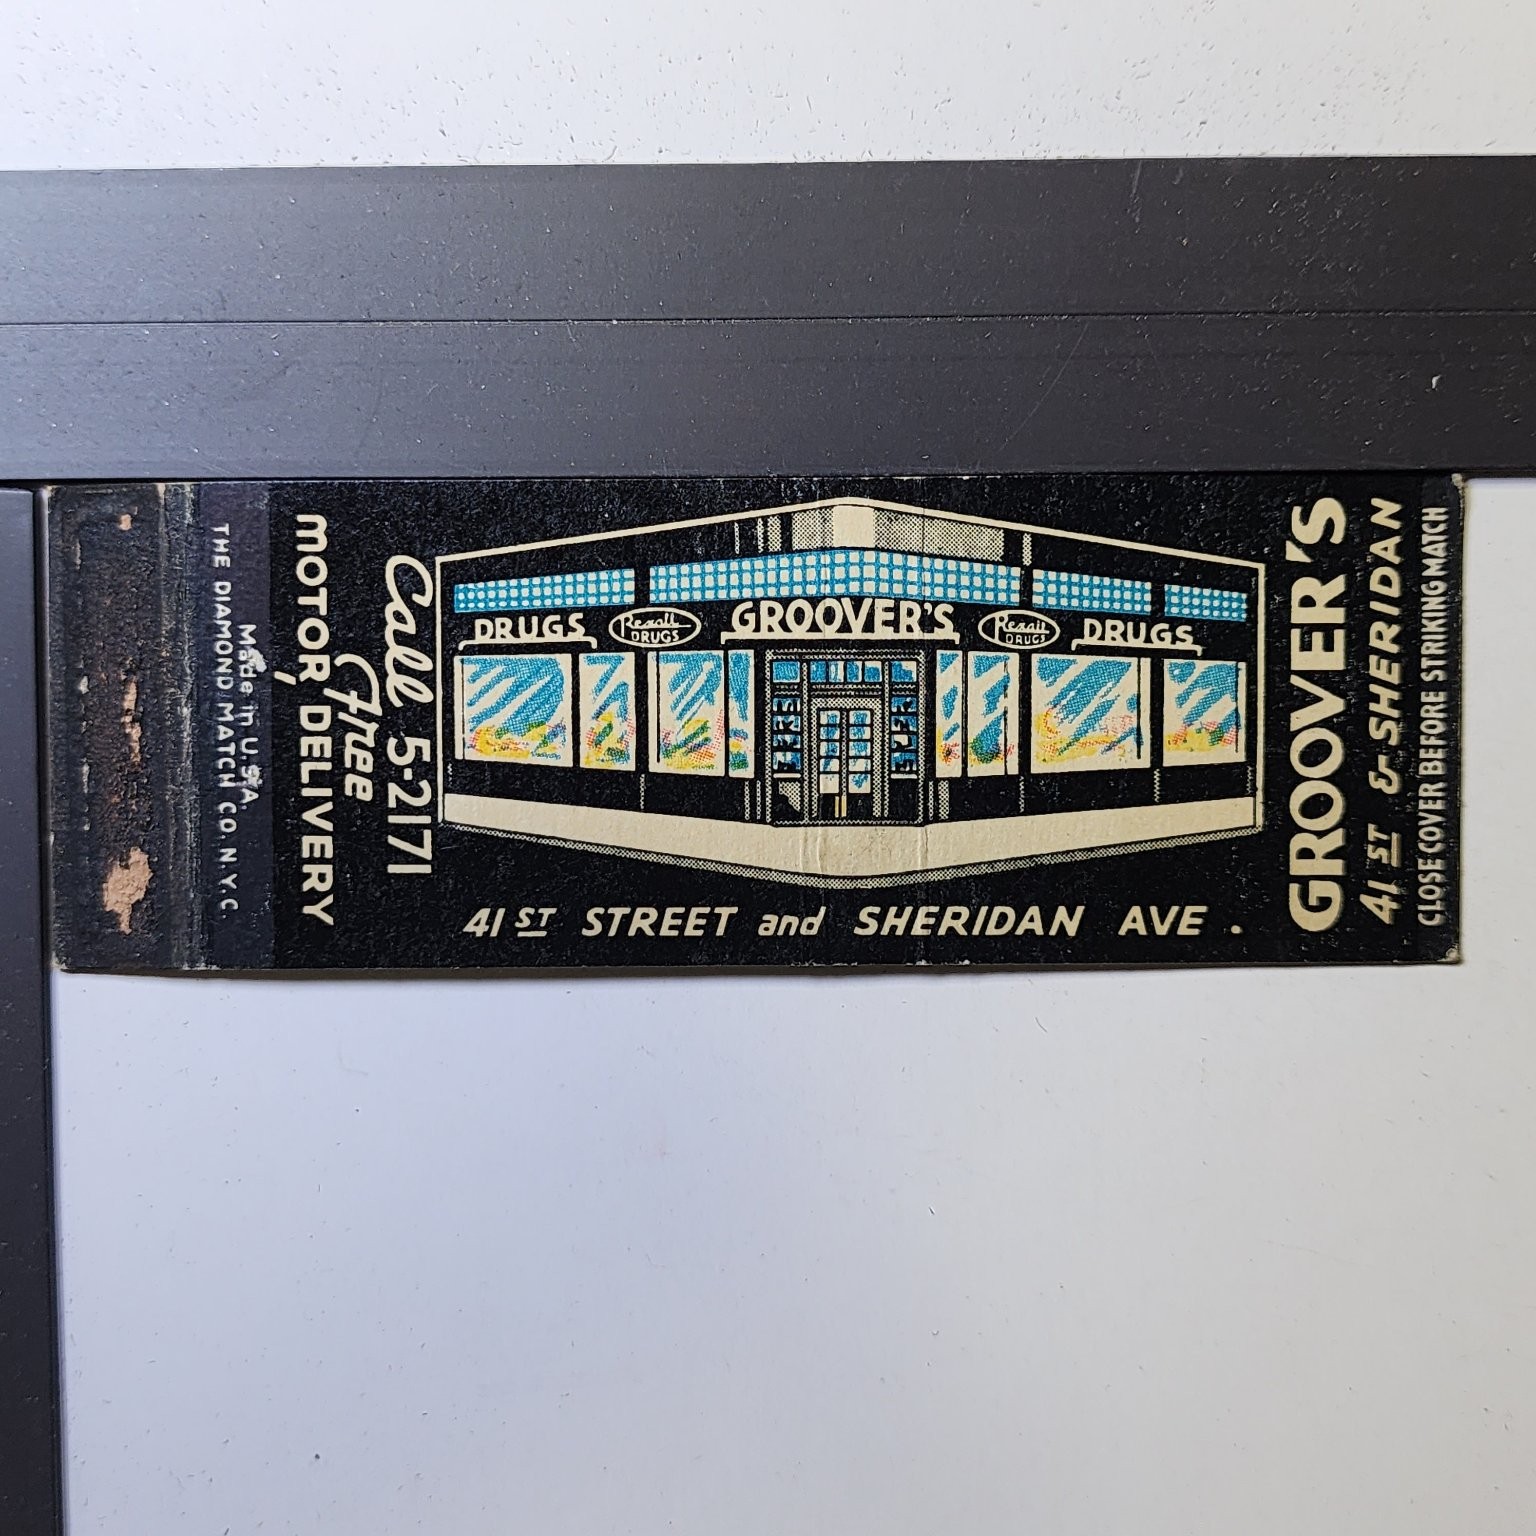 GROOVER'S
41ST & SHERIDAN
CLOSE COVER BEFORE STRIKING MATCH
DRUGS
Rexall
DRUGS
GROOVER'S
Rexall
DRUGS
DRUGS
41ST STREET and SHERIDAN AVE.
Call 5-2171
Free
MOTOR DELIVERY
Made in U.S.A.
THE DIAMOND MATCH CO. N.Y.C.